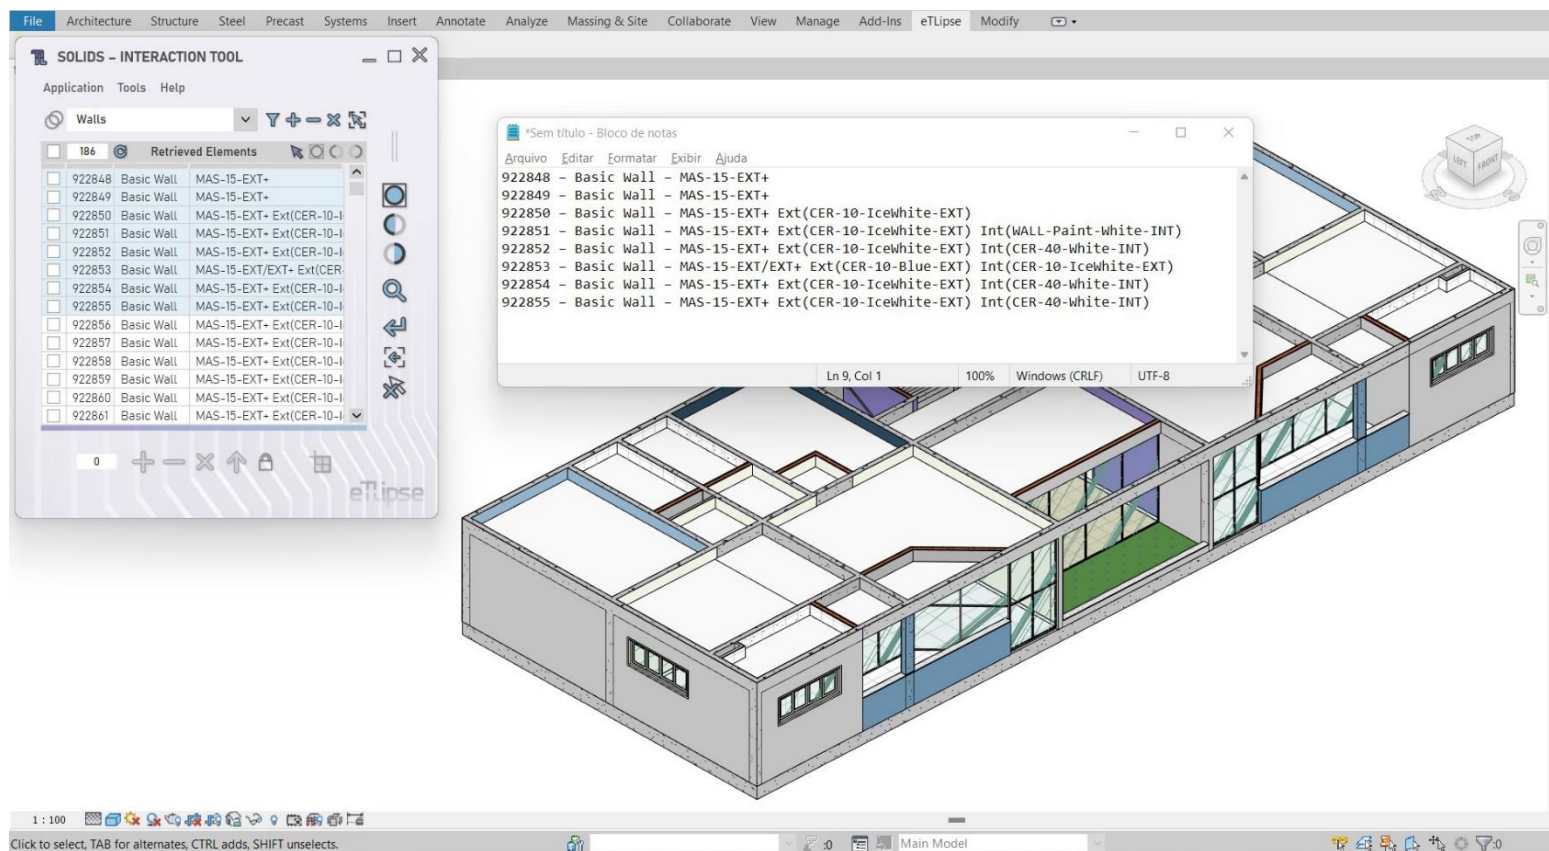 File Architecture Structure Steel Precast Systems Insert Annotate Analyze Massing & Site Collaborate View Manage Add-Ins eTLipse Modify
SOLIDS – INTERACTION TOOL
Application Tools Help
Walls
186 Retrieved Elements
922848 Basic Wall MAS-15-EXT+
922849 Basic Wall MAS-15-EXT+
922850 Basic Wall MAS-15-EXT+ Ext(CER-10-I
922851 Basic Wall MAS-15-EXT+ Ext(CER-10-I
922852 Basic Wall MAS-15-EXT+ Ext(CER-10-I
922853 Basic Wall MAS-15-EXT/EXT+ Ext(CER-
922854 Basic Wall MAS-15-EXT+ Ext(CER-10-I
922855 Basic Wall MAS-15-EXT+ Ext(CER-10-I
922856 Basic Wall MAS-15-EXT+ Ext(CER-10-I
922857 Basic Wall MAS-15-EXT+ Ext(CER-10-I
922858 Basic Wall MAS-15-EXT+ Ext(CER-10-I
922859 Basic Wall MAS-15-EXT+ Ext(CER-10-I
922860 Basic Wall MAS-15-EXT+ Ext(CER-10-I
922861 Basic Wall MAS-15-EXT+ Ext(CER-10-I
0
eTLipse
*Sem título - Bloco de notas
Arquivo Editar Formatar Exibir Ajuda
922848 – Basic Wall – MAS-15-EXT+
922849 – Basic Wall – MAS-15-EXT+
922850 – Basic Wall – MAS-15-EXT+ Ext(CER-10-IceWhite-EXT)
922851 – Basic Wall – MAS-15-EXT+ Ext(CER-10-IceWhite-EXT) Int(WALL-Paint-White-INT)
922852 – Basic Wall – MAS-15-EXT+ Ext(CER-10-IceWhite-EXT) Int(CER-40-White-INT)
922853 – Basic Wall – MAS-15-EXT/EXT+ Ext(CER-10-Blue-EXT) Int(CER-10-IceWhite-EXT)
922854 – Basic Wall – MAS-15-EXT+ Ext(CER-10-IceWhite-EXT) Int(CER-40-White-INT)
922855 – Basic Wall – MAS-15-EXT+ Ext(CER-10-IceWhite-EXT) Int(CER-40-White-INT)
Ln 9, Col 1 100% Windows (CRLF) UTF-8
TOP
LEFT FRONT
1 : 100
Click to select, TAB for alternates, CTRL adds, SHIFT unselects.
:0 Main Model :0